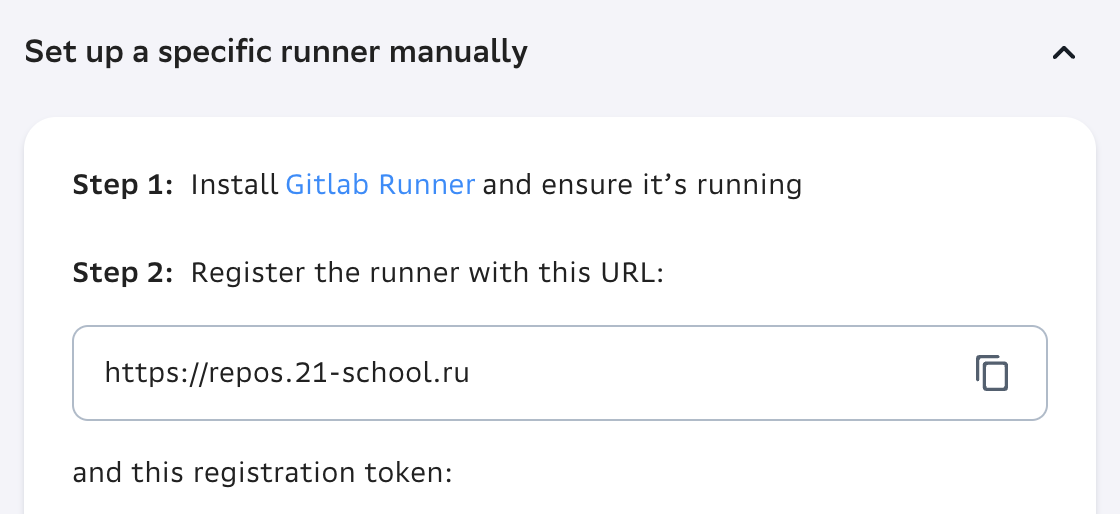 Set up a specific runner manually
Step 1: Install Gitlab Runner and ensure it’s running
Step 2: Register the runner with this URL:
https://repos.21-school.ru
and this registration token: